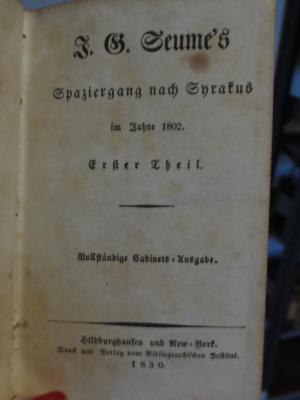 J. G. Seume's
Spaziergang nach Syrakus
im Jahre 1802.
Erster Theil.
Vollständige Cabinets-Ausgabe.
Hildburghausen und New-York.
Druck und Verlag vom Bibliographischen Institut.
1830.